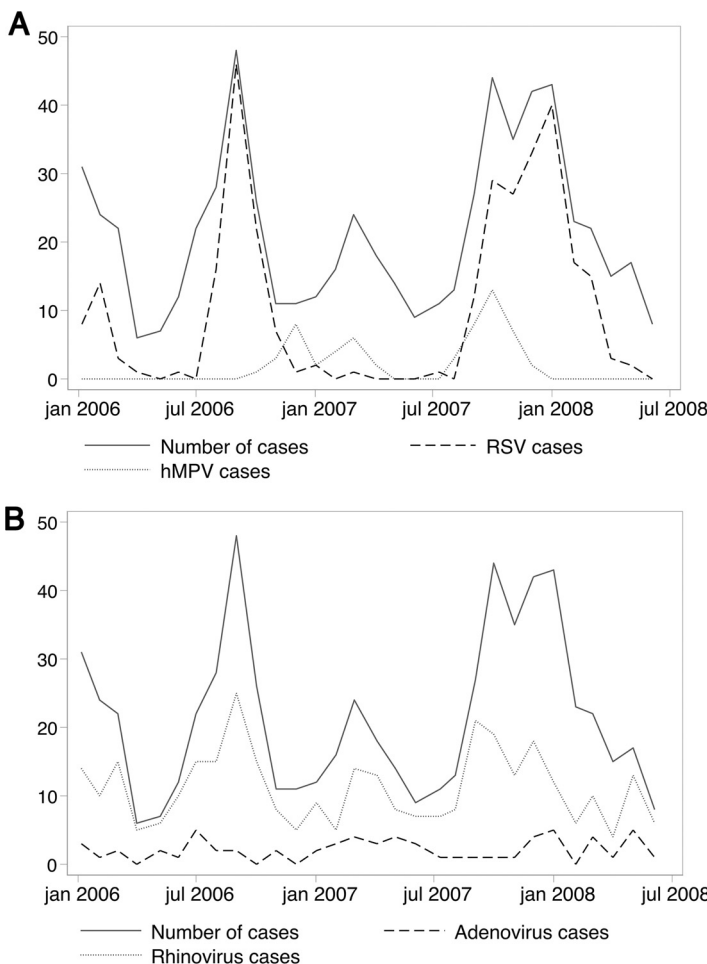 A
50
40
30
20
10
0
jan 2006 jul 2006 jan 2007 jul 2007 jan 2008 jul 2008
Number of cases RSV cases
hMPV cases
B
50
40
30
20
10
0
jan 2006 jul 2006 jan 2007 jul 2007 jan 2008 jul 2008
Number of cases Adenovirus cases
Rhinovirus cases